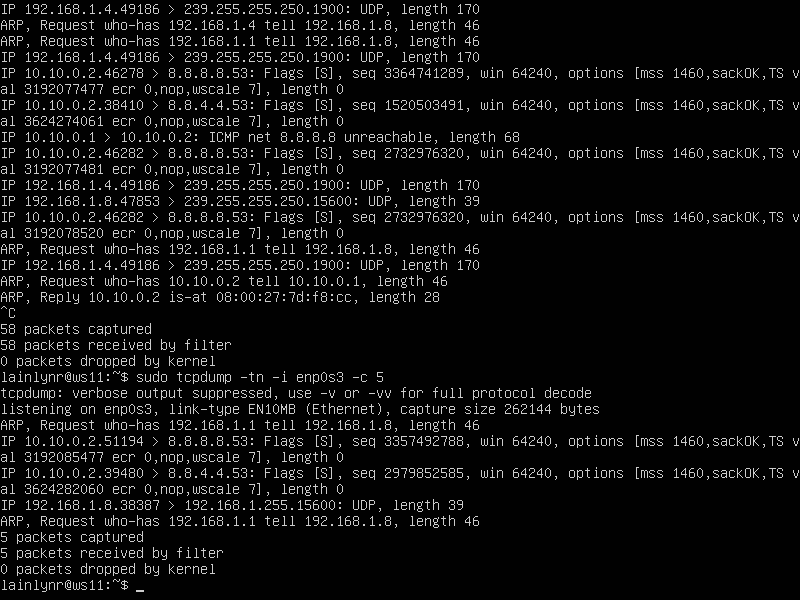 IP 192.168.1.4.49186 > 239.255.255.250.1900: UDP, length 170
ARP, Request who-has 192.168.1.4 tell 192.168.1.8, length 46
ARP, Request who-has 192.168.1.1 tell 192.168.1.8, length 46
IP 192.168.1.4.49186 > 239.255.255.250.1900: UDP, length 170
IP 10.10.0.2.46278 > 8.8.8.8.53: Flags [S], seq 3364741289, win 64240, options [mss 1460,sackOK,TS v
al 3192077477 ecr 0,nop,wscale 7], length 0
IP 10.10.0.2.38410 > 8.8.4.4.53: Flags [S], seq 1520503491, win 64240, options [mss 1460,sackOK,TS v
al 3624274061 ecr 0,nop,wscale 7], length 0
IP 10.10.0.1 > 10.10.0.2: ICMP net 8.8.8.8 unreachable, length 68
IP 10.10.0.2.46282 > 8.8.8.8.53: Flags [S], seq 2732976320, win 64240, options [mss 1460,sackOK,TS v
al 3192077481 ecr 0,nop,wscale 7], length 0
IP 192.168.1.4.49186 > 239.255.255.250.1900: UDP, length 170
IP 192.168.1.8.47853 > 239.255.255.250.15600: UDP, length 39
IP 10.10.0.2.46282 > 8.8.8.8.53: Flags [S], seq 2732976320, win 64240, options [mss 1460,sackOK,TS v
al 3192078520 ecr 0,nop,wscale 7], length 0
ARP, Request who-has 192.168.1.1 tell 192.168.1.8, length 46
IP 192.168.1.4.49186 > 239.255.255.250.1900: UDP, length 170
ARP, Request who-has 10.10.0.2 tell 10.10.0.1, length 46
ARP, Reply 10.10.0.2 is-at 08:00:27:7d:f8:cc, length 28
^C
58 packets captured
58 packets received by filter
0 packets dropped by kernel
lainlynr@ws11:~$ sudo tcpdump -tn -i enp0s3 -c 5
tcpdump: verbose output suppressed, use -v or -vv for full protocol decode
listening on enp0s3, link-type EN10MB (Ethernet), capture size 262144 bytes
ARP, Request who-has 192.168.1.1 tell 192.168.1.8, length 46
IP 10.10.0.2.51194 > 8.8.8.8.53: Flags [S], seq 3357492788, win 64240, options [mss 1460,sackOK,TS v
al 3192085477 ecr 0,nop,wscale 7], length 0
IP 10.10.0.2.39480 > 8.8.4.4.53: Flags [S], seq 2979852585, win 64240, options [mss 1460,sackOK,TS v
al 3624282060 ecr 0,nop,wscale 7], length 0
IP 192.168.1.8.38387 > 192.168.1.255.15600: UDP, length 39
ARP, Request who-has 192.168.1.1 tell 192.168.1.8, length 46
5 packets captured
5 packets received by filter
0 packets dropped by kernel
lainlynr@ws11:~$ _